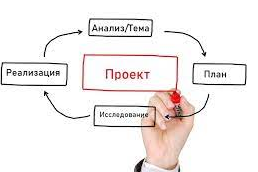 Анализ/Тема
Реализация
Проект
План
Исследование